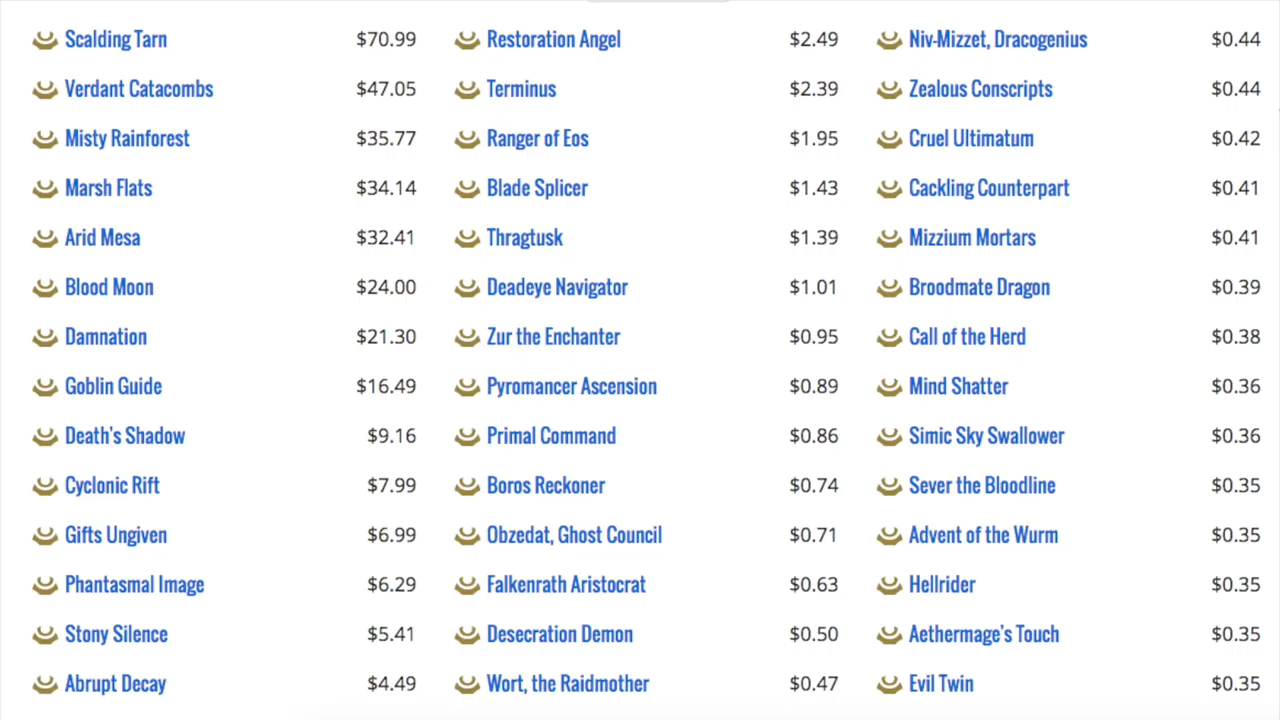 Scalding Tarn $70.99
Verdant Catacombs $47.05
Misty Rainforest $35.77
Marsh Flats $34.14
Arid Mesa $32.41
Blood Moon $24.00
Damnation $21.30
Goblin Guide $16.49
Death's Shadow $9.16
Cyclonic Rift $7.99
Gifts Ungiven $6.99
Phantasmal Image $6.29
Stony Silence $5.41
Abrupt Decay $4.49
Restoration Angel $2.49
Terminus $2.39
Ranger of Eos $1.95
Blade Splicer $1.43
Thragtusk $1.39
Deadeye Navigator $1.01
Zur the Enchanter $0.95
Pyromancer Ascension $0.89
Primal Command $0.86
Boros Reckoner $0.74
Obzedat, Ghost Council $0.71
Falkenrath Aristocrat $0.63
Desecration Demon $0.50
Wort, the Raidmother $0.47
Niv-Mizzet, Dracogenius $0.44
Zealous Conscripts $0.44
Cruel Ultimatum $0.42
Cackling Counterpart $0.41
Mizzium Mortars $0.41
Broodmate Dragon $0.39
Call of the Herd $0.38
Mind Shatter $0.36
Simic Sky Swallower $0.36
Sever the Bloodline $0.35
Advent of the Wurm $0.35
Hellrider $0.35
Aethermage's Touch $0.35
Evil Twin $0.35